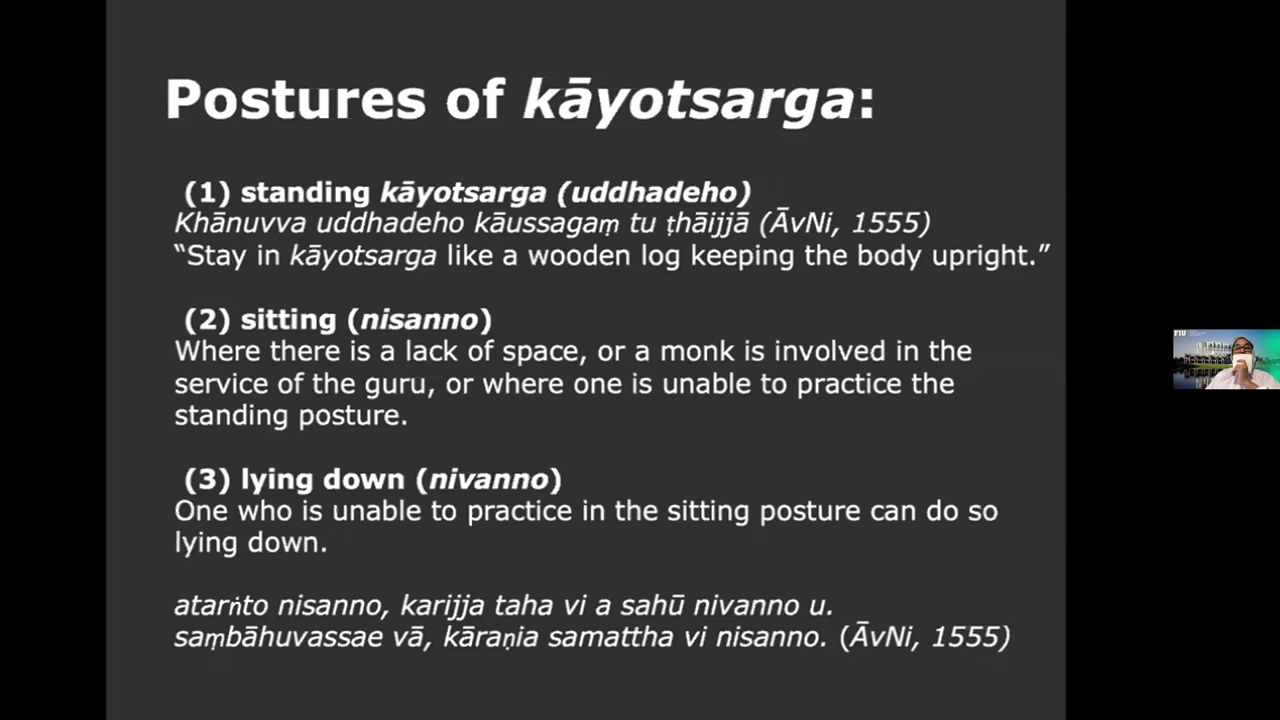 Postures of kāyotsarga:
(1) standing kāyotsarga (uddhadeho)
Khānuvva uddhadeho kāussagaṃ tu ṭhāijjā (ĀvNi, 1555)
“Stay in kāyotsarga like a wooden log keeping the body upright.”
(2) sitting (nisanno)
Where there is a lack of space, or a monk is involved in the
service of the guru, or where one is unable to practice the
standing posture.
(3) lying down (nivanno)
One who is unable to practice in the sitting posture can do so
lying down.
atarṅto nisanno, karijja taha vi a sahū nivanno u.
saṃbāhuvassae vā, kāraṇia samattha vi nisanno. (ĀvNi, 1555)
FIU